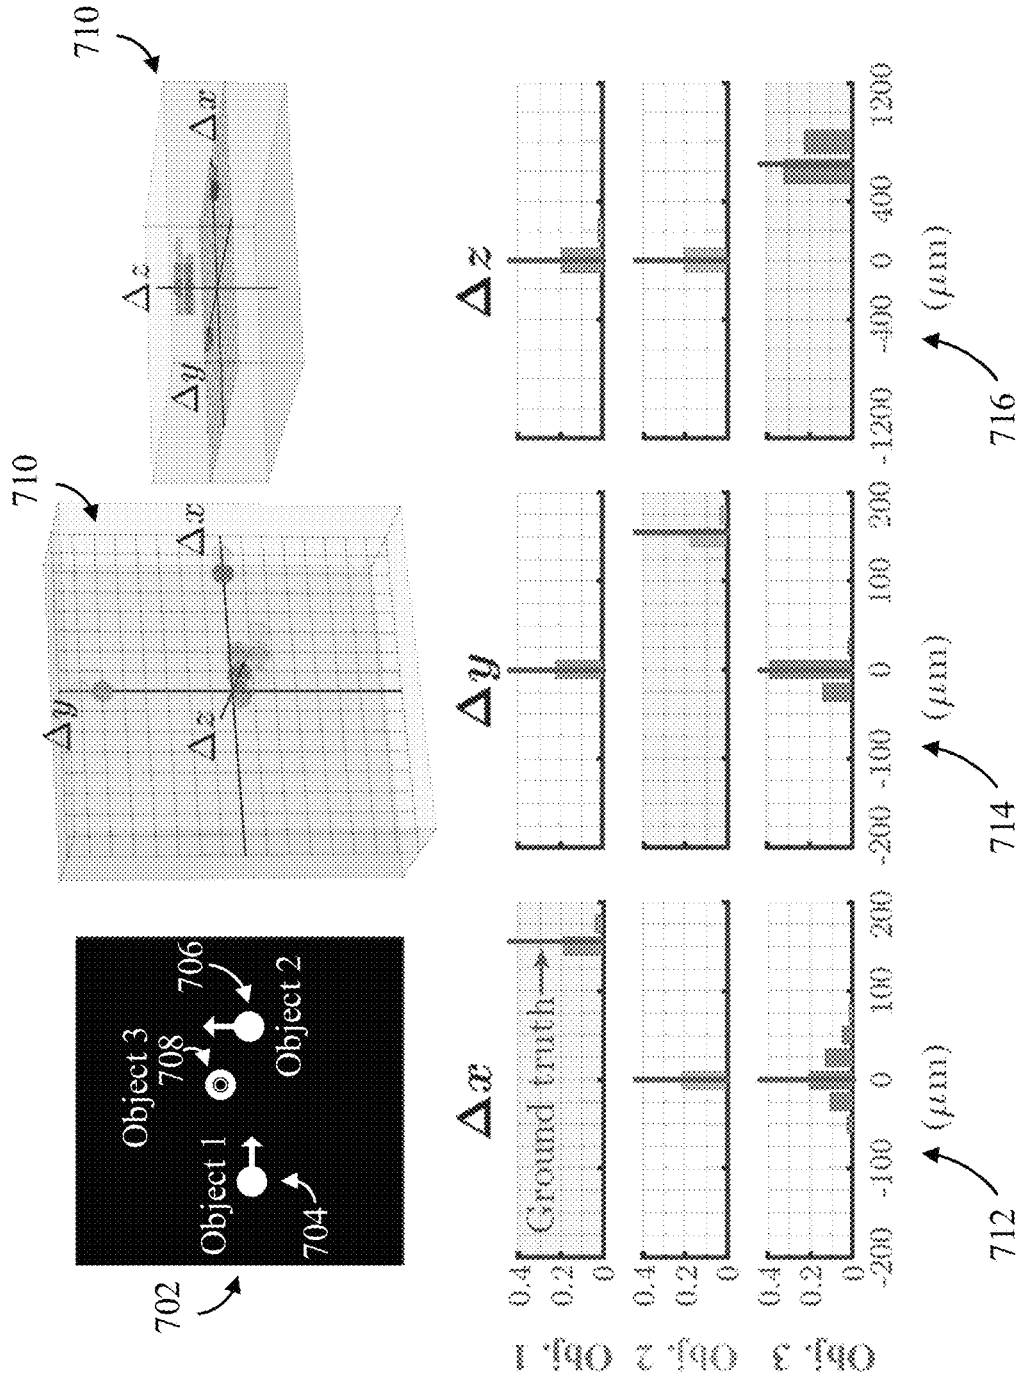 702
Object 1
704
Object 3
708
706
Object 2
710
Δy
Δx
Δz
710
Δz
Δy
Δx
Δx
Δy
Δz
Obj. 1
0.4
0.2
0
Ground truth
Obj. 2
0.4
0.2
0
Obj. 3
0.4
0.2
0
-200 -100 0 100 200
-200 -100 0 100 200
-1200 -400 0 400 1200
(μm)
(μm)
(μm)
712
714
716